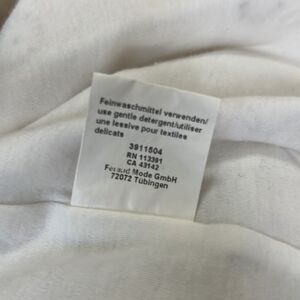 Feinwaschmittel verwenden/
use gentle detergent/utiliser
une lessive pour textiles
delicats
3911504
RN 113391
CA 43142
Féraud Mode GmbH
72072 Tübingen